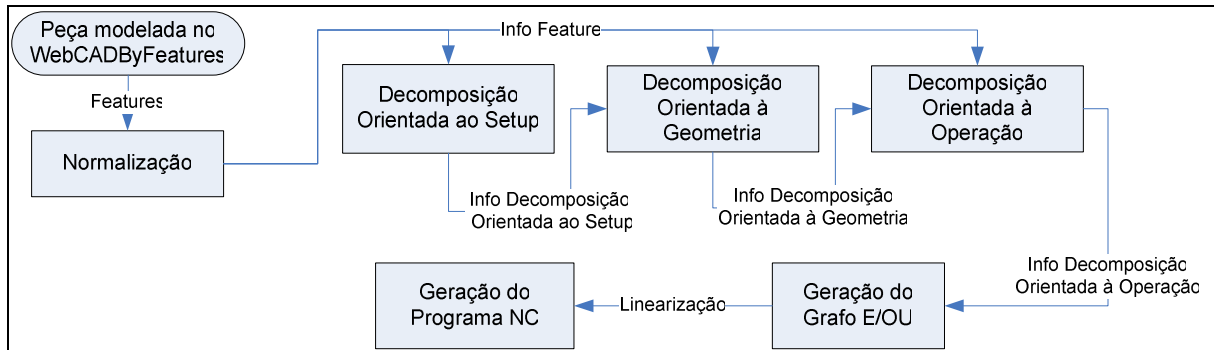 Peça modelada no
WebCADByFeatures
Features
Normalização
Info Feature
Decomposição
Orientada ao Setup
Info Decomposição
Orientada ao Setup
Decomposição
Orientada à
Geometria
Info Decomposição
Orientada à Geometria
Decomposição
Orientada à
Operação
Info Decomposição
Orientada à Operação
Geração do
Grafo E/OU
Linearização
Geração do
Programa NC